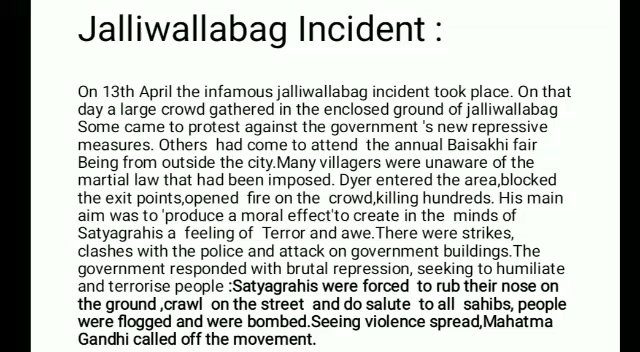 Jalliwallabag Incident :
On 13th April the infamous jalliwallabag incident took place. On that
day a large crowd gathered in the enclosed ground of jalliwallabag
Some came to protest against the government 's new repressive
measures. Others  had come to attend  the annual Baisakhi fair
Being from outside the city.Many villagers were unaware of the
martial law that had been imposed. Dyer entered the area,blocked
the exit points,opened  fire on the  crowd,killing hundreds. His main
aim was to 'produce a moral effect'to create in the  minds of
Satyagrahis a  feeling of  Terror and awe.There were strikes,
clashes with the police and attack on government buildings.The
government responded with brutal repression, seeking to humiliate
and terrorise people :Satyagrahis were forced  to rub their nose on
the ground ,crawl  on the street  and do salute  to all  sahibs, people
were flogged and were bombed.Seeing violence spread,Mahatma
Gandhi called off the movement.